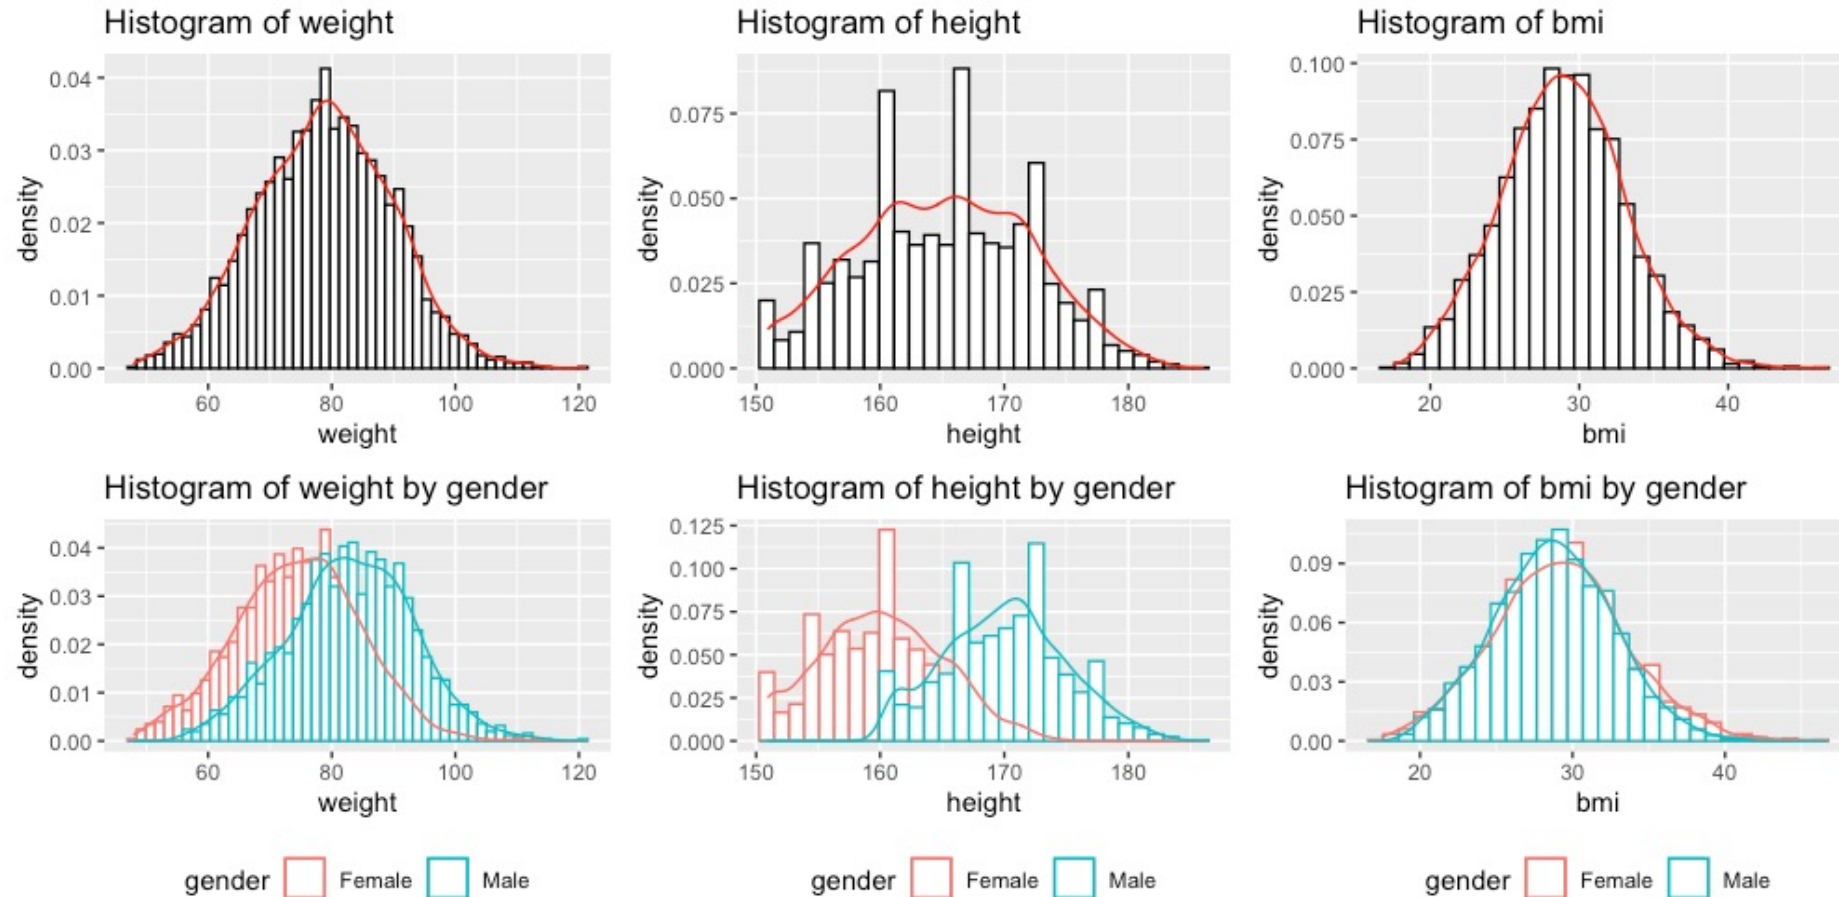 Histogram of weight
Histogram of height
Histogram of bmi
density
0.04
0.03
0.02
0.01
0.00
60 80 100 120
weight
density
0.075
0.050
0.025
0.000
150 160 170 180
height
density
0.100
0.075
0.050
0.025
0.000
20 30 40
bmi
Histogram of weight by gender
Histogram of height by gender
Histogram of bmi by gender
density
0.04
0.03
0.02
0.01
0.00
60 80 100 120
weight
gender Female Male
density
0.125
0.100
0.075
0.050
0.025
0.000
150 160 170 180
height
gender Female Male
density
0.09
0.06
0.03
0.00
20 30 40
bmi
gender Female Male